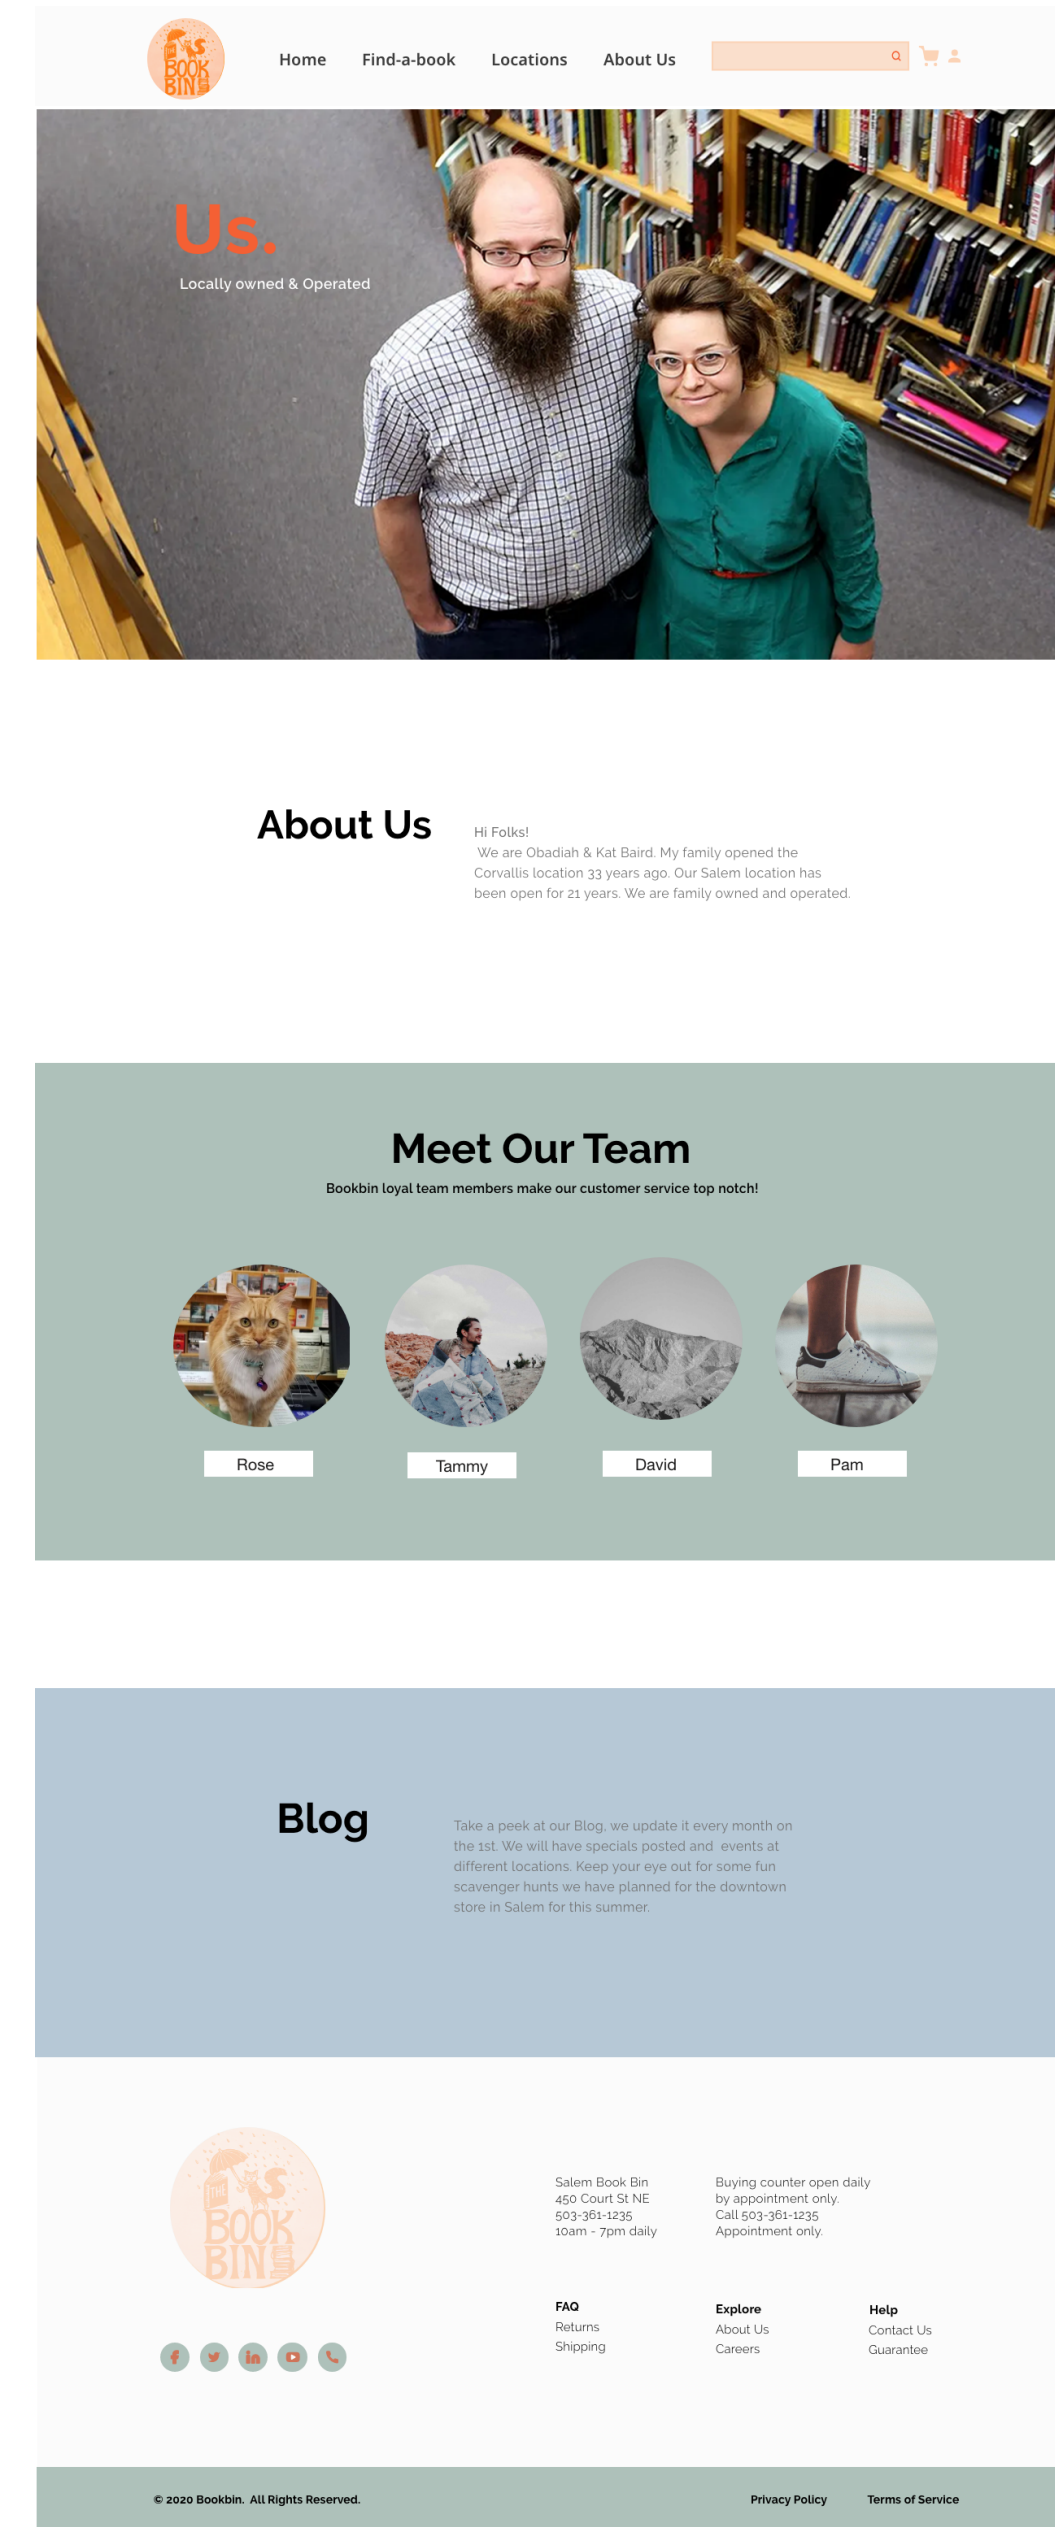 THE
BOOK
BIN
Home
Find-a-book
Locations
About Us
Us.
Locally owned & Operated
About Us
Hi Folks!
We are Obadiah & Kat Baird. My family opened the
Corvallis location 33 years ago. Our Salem location has
been open for 21 years. We are family owned and operated.
Meet Our Team
Bookbin loyal team members make our customer service top notch!
Rose
Tammy
David
Pam
Blog
Take a peek at our Blog, we update it every month on
the 1st. We will have specials posted and events at
different locations. Keep your eye out for some fun
scavenger hunts we have planned for the downtown
store in Salem for this summer.
THE
BOOK
BIN
Salem Book Bin
450 Court St NE
503-361-1235
10am - 7pm daily
Buying counter open daily
by appointment only.
Call 503-361-1235
Appointment only.
FAQ
Returns
Shipping
Explore
About Us
Careers
Help
Contact Us
Guarantee
© 2020 Bookbin. All Rights Reserved.
Privacy Policy
Terms of Service